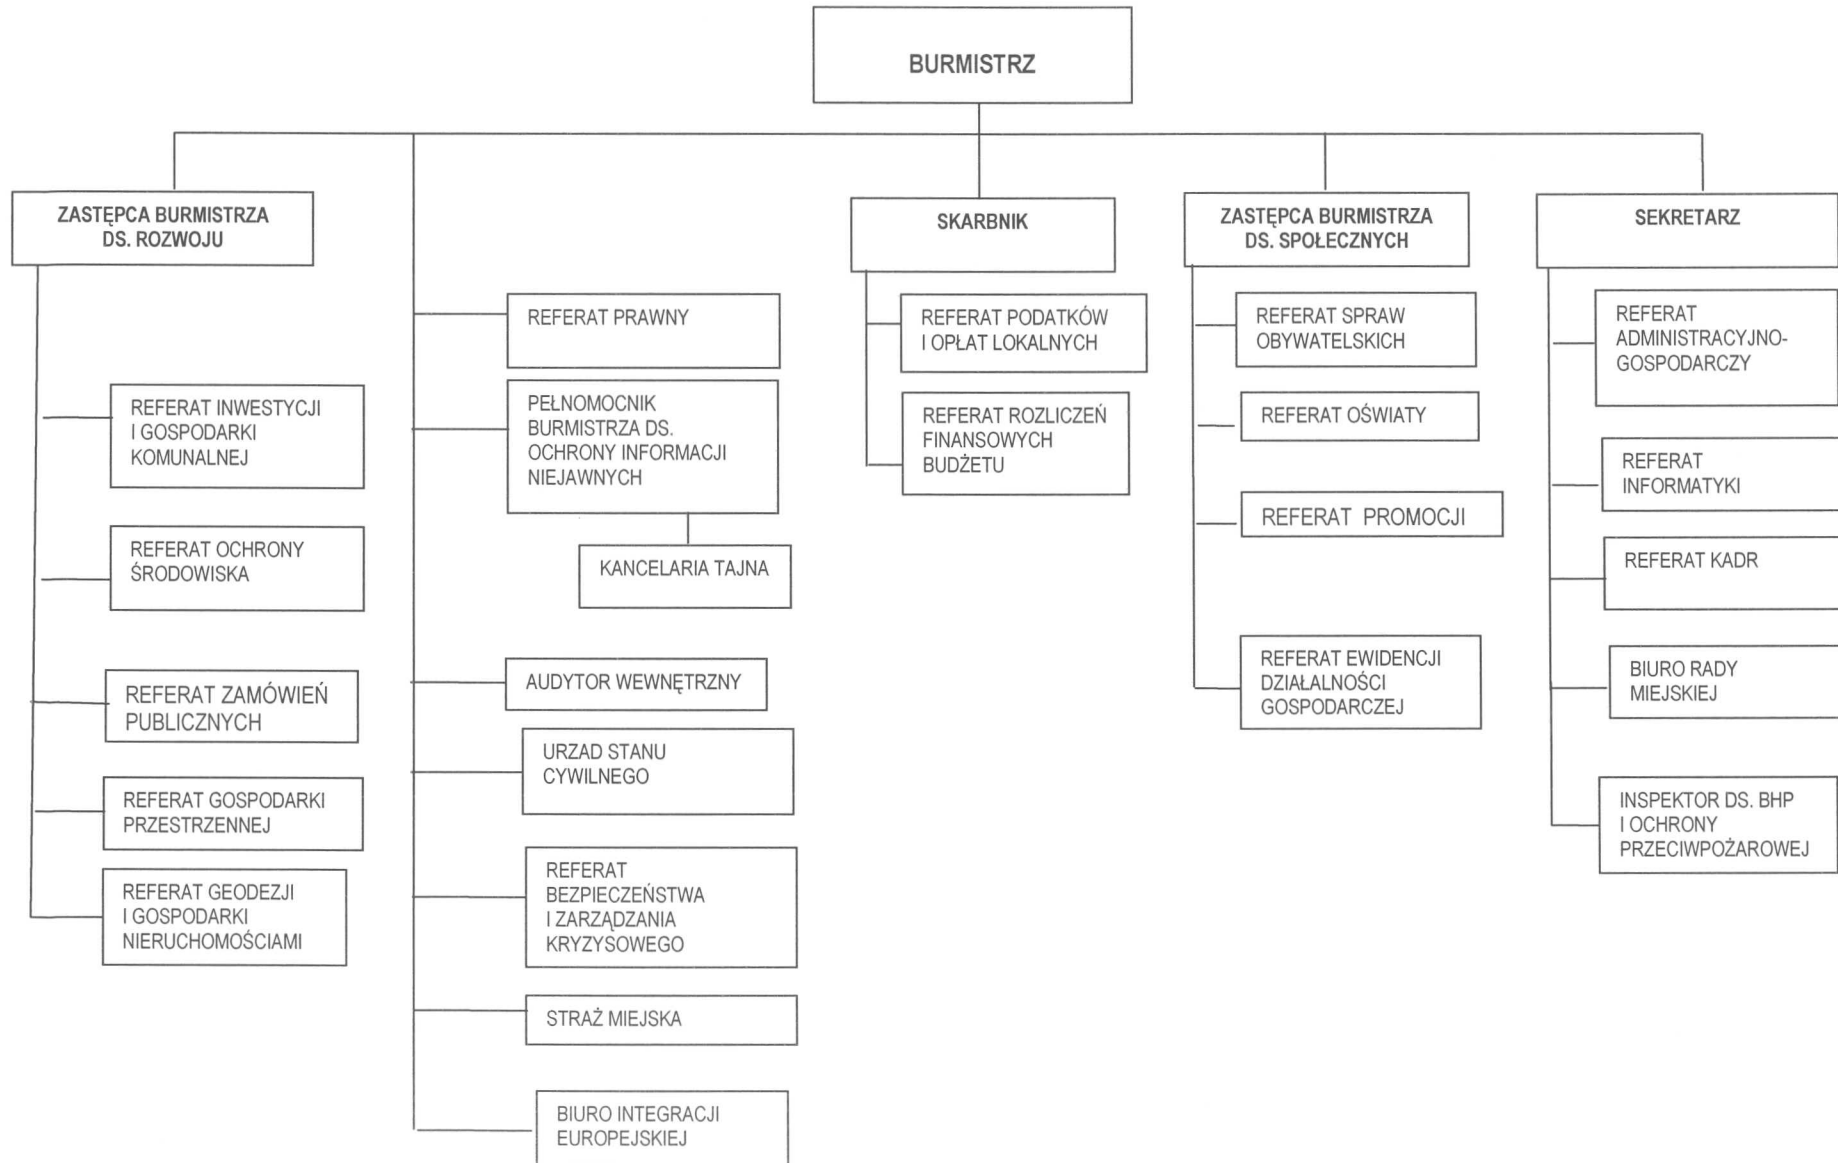 BURMISTRZ
ZASTĘPCA BURMISTRZA
DS. ROZWOJU
REFERAT INWESTYCJI
I GOSPODARKI
KOMUNALNEJ
REFERAT OCHRONY
ŚRODOWISKA
REFERAT ZAMÓWIEŃ
PUBLICZNYCH
REFERAT GOSPODARKI
PRZESTRZENNEJ
REFERAT GEODEZJI
I GOSPODARKI
NIERUCHOMOŚCIAMI
REFERAT PRAWNY
PEŁNOMOCNIK
BURMISTRZA DS.
OCHRONY INFORMACJI
NIEJAWNYCH
KANCELARIA TAJNA
AUDYTOR WEWNĘTRZNY
URZAD STANU
CYWILNEGO
REFERAT
BEZPIECZEŃSTWA
I ZARZĄDZANIA
KRYZYSOWEGO
STRAŻ MIEJSKA
BIURO INTEGRACJI
EUROPEJSKIEJ
SKARBNIK
REFERAT PODATKÓW
I OPŁAT LOKALNYCH
REFERAT ROZLICZEŃ
FINANSOWYCH
BUDŻETU
ZASTĘPCA BURMISTRZA
DS. SPOŁECZNYCH
REFERAT SPRAW
OBYWATELSKICH
REFERAT OŚWIATY
REFERAT PROMOCJI
REFERAT EWIDENCJI
DZIAŁALNOŚCI
GOSPODARCZEJ
SEKRETARZ
REFERAT
ADMINISTRACYJNO-
GOSPODARCZY
REFERAT
INFORMATYKI
REFERAT KADR
BIURO RADY
MIEJSKIEJ
INSPEKTOR DS. BHP
I OCHRONY
PRZECIWPOŻAROWEJ